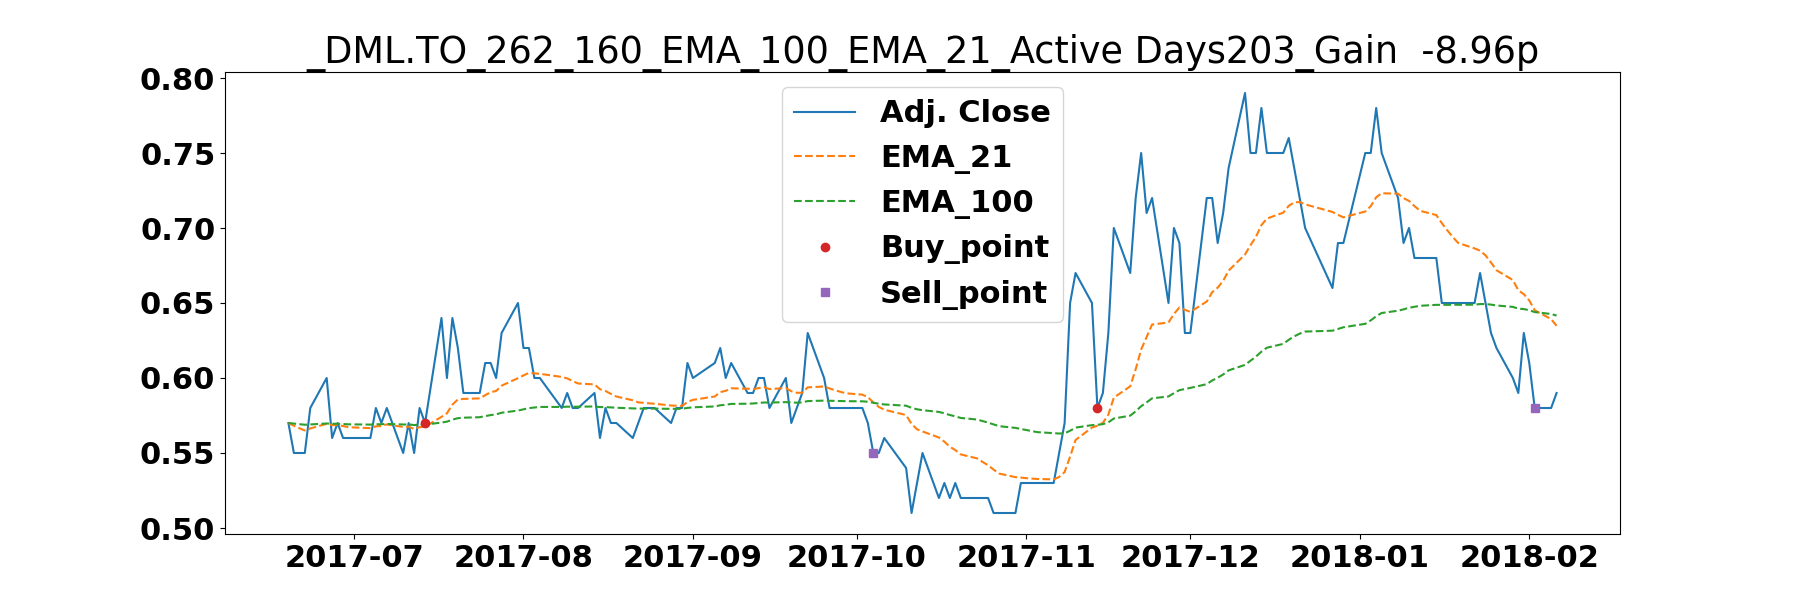 _DML.TO_262_160_EMA_100_EMA_21_Active Days203_Gain  -8.96p
0.80
0.75
0.70
0.65
0.60
0.55
0.50
Adj. Close
EMA_21
EMA_100
Buy_point
Sell_point
2017-07 2017-08 2017-09 2017-10 2017-11 2017-12 2018-01 2018-02